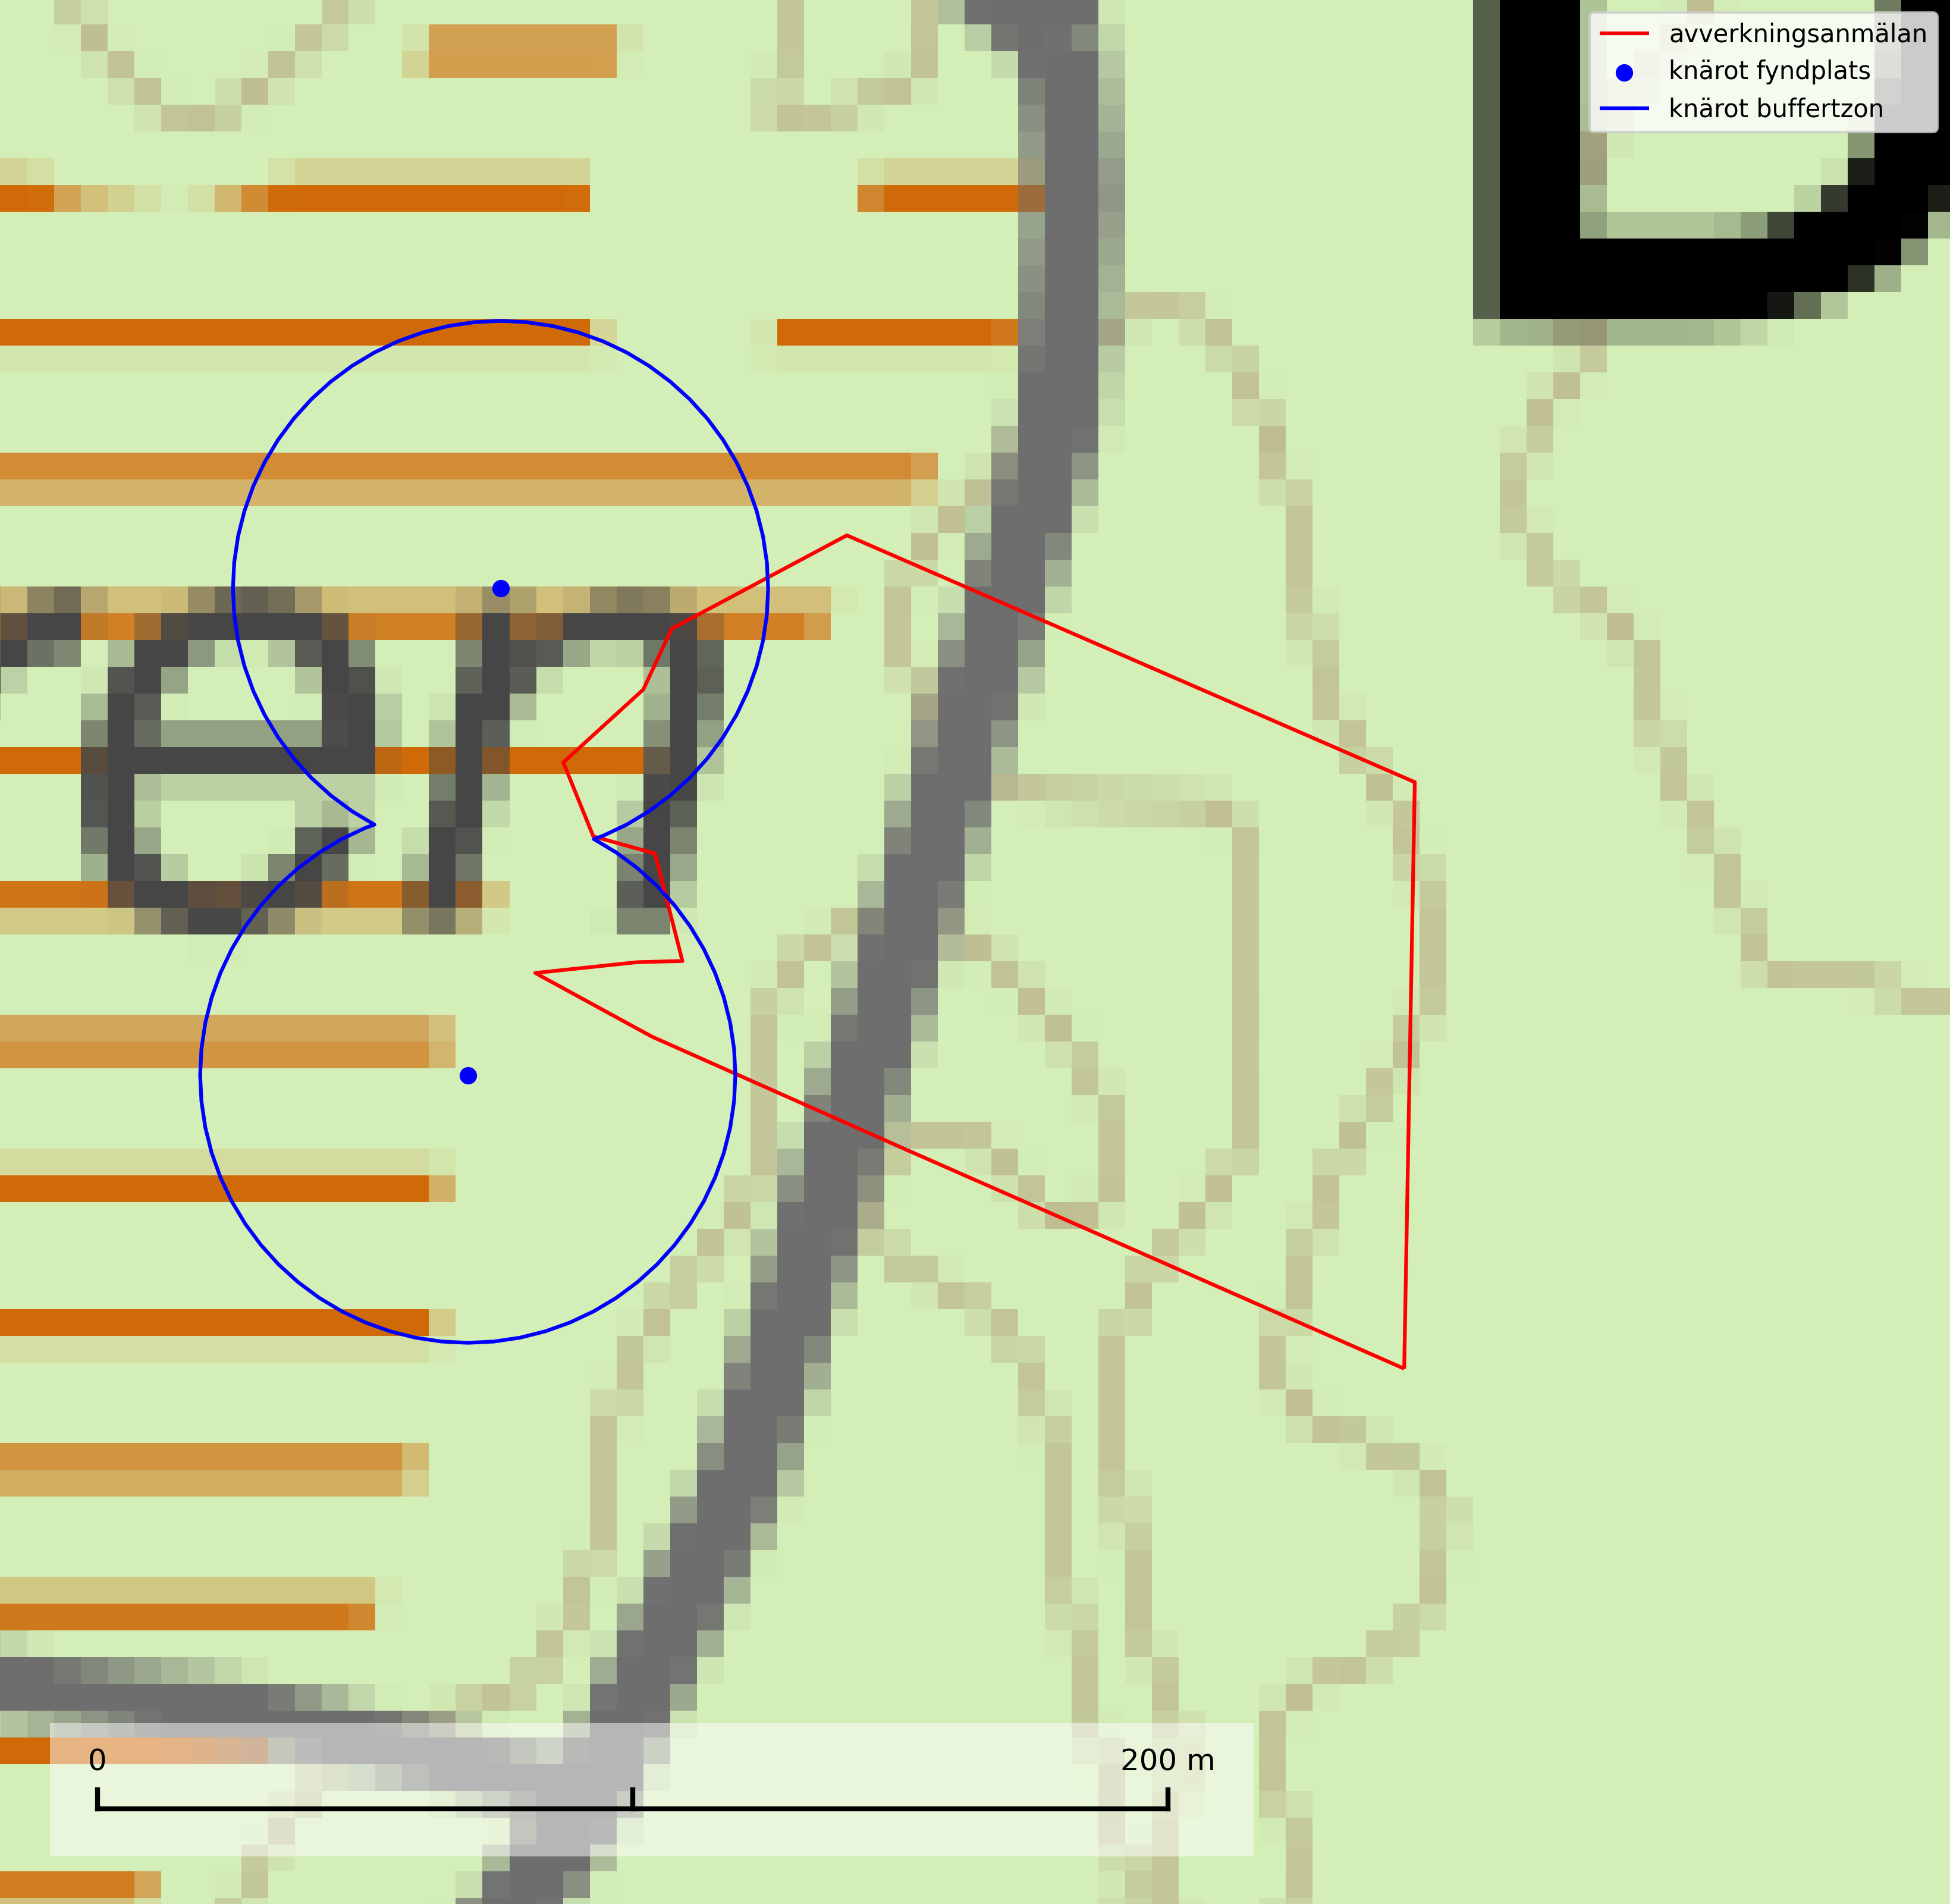 avverkningsanmälan
knärot fyndplats
knärot buffertzon
0 200 m